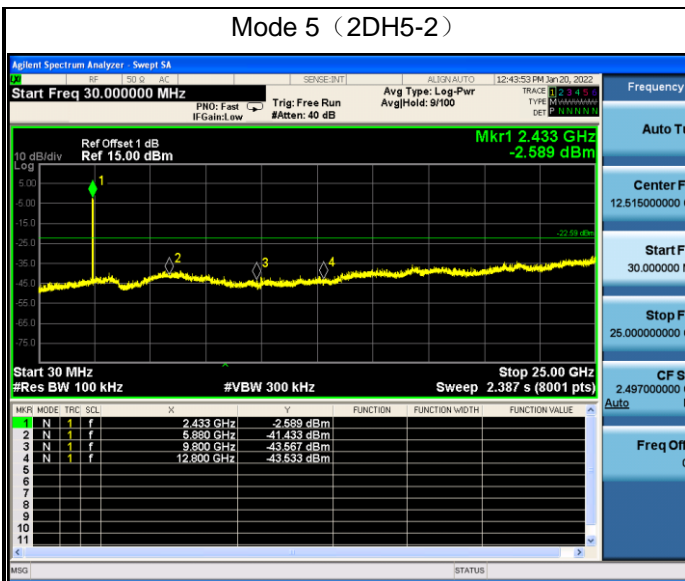 Mode 5（2DH5-2）
Agilent Spectrum Analyzer - Swept SA
RF 50 Ω AC SENSE:INT ALIGNAUTO 12:43:53 PM Jan 20, 2022
Start Freq 30.000000 MHz
PNO: Fast
IFGain:Low
Trig: Free Run
#Atten: 40 dB
Avg Type: Log-Pwr
Avg|Hold: 9/100
TRACE 1 2 3 4 5 6
TYPE M
DET P N N N N N
Ref Offset 1 dB
10 dB/div Ref 15.00 dBm
Log
Mkr1 2.433 GHz
-2.589 dBm
5.00
-5.00
-15.0
-25.0
-35.0
-45.0
-55.0
-65.0
-75.0
-22.59 dBm
1
2
3
4
Start 30 MHz Stop 25.00 GHz
#Res BW 100 kHz #VBW 300 kHz Sweep 2.387 s (8001 pts)
MKR MODE TRC SCL X Y FUNCTION FUNCTION WIDTH FUNCTION VALUE
1 N 1 f 2.433 GHz -2.589 dBm
2 N 1 f 5.880 GHz -41.433 dBm
3 N 1 f 9.800 GHz -43.567 dBm
4 N 1 f 12.800 GHz -43.533 dBm
5
6
7
8
9
10
11
MSG STATUS
Frequency
Auto Tu
Center F
12.515000000
Start F
30.000000
Stop F
25.000000000
CF S
2.497000000
Auto
Freq Of